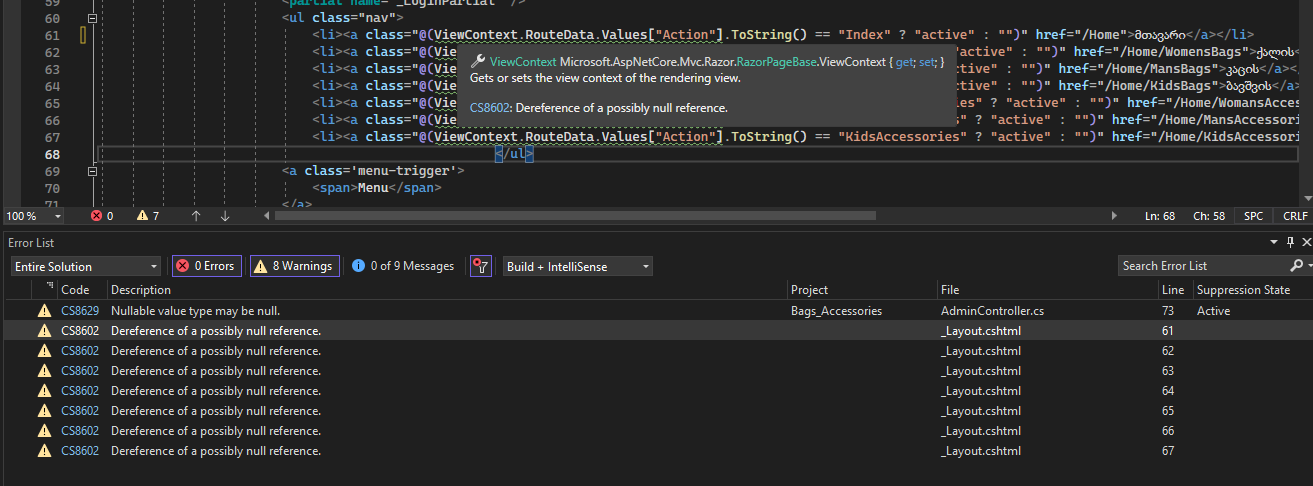 59 <partial name="_LoginPartial" />
60 <ul class="nav">
61 <li><a class="@(ViewContext.RouteData.Values["Action"].ToString() == "Index" ? "active" : "")" href="/Home">მთავარი</a></li>
62 <li><a class="@( active" : "")" href="/Home/WomensBags">ქალის
63 <li><a class="@( ctive" : "")" href="/Home/MansBags">კაცის</a><
64 <li><a class="@( ctive" : "")" href="/Home/KidsBags">ბავშვის</
65 <li><a class="@( es" ? "active" : "")" href="/Home/WomansAcces
66 <li><a class="@( " ? "active" : "")" href="/Home/MansAccessori
67 <li><a class="@(ViewContext.RouteData.Values["Action"].ToString() == "KidsAccessories" ? "active" : "")" href="/Home/KidsAccessori
ViewContext Microsoft.AspNetCore.Mvc.Razor.RazorPageBase.ViewContext { get; set; }
Gets or sets the view context of the rendering view.
CS8602: Dereference of a possibly null reference.
68 </ul>
69 <a class='menu-trigger'>
70 <span>Menu</span>
71 </a>
100 % 0 7 Ln: 68 Ch: 58 SPC CRLF
Error List
Entire Solution 0 Errors 8 Warnings 0 of 9 Messages Build + IntelliSense Search Error List
Code Description Project File Line Suppression State
CS8629 Nullable value type may be null. Bags_Accessories AdminController.cs 73 Active
CS8602 Dereference of a possibly null reference. _Layout.cshtml 61
CS8602 Dereference of a possibly null reference. _Layout.cshtml 62
CS8602 Dereference of a possibly null reference. _Layout.cshtml 63
CS8602 Dereference of a possibly null reference. _Layout.cshtml 64
CS8602 Dereference of a possibly null reference. _Layout.cshtml 65
CS8602 Dereference of a possibly null reference. _Layout.cshtml 66
CS8602 Dereference of a possibly null reference. _Layout.cshtml 67